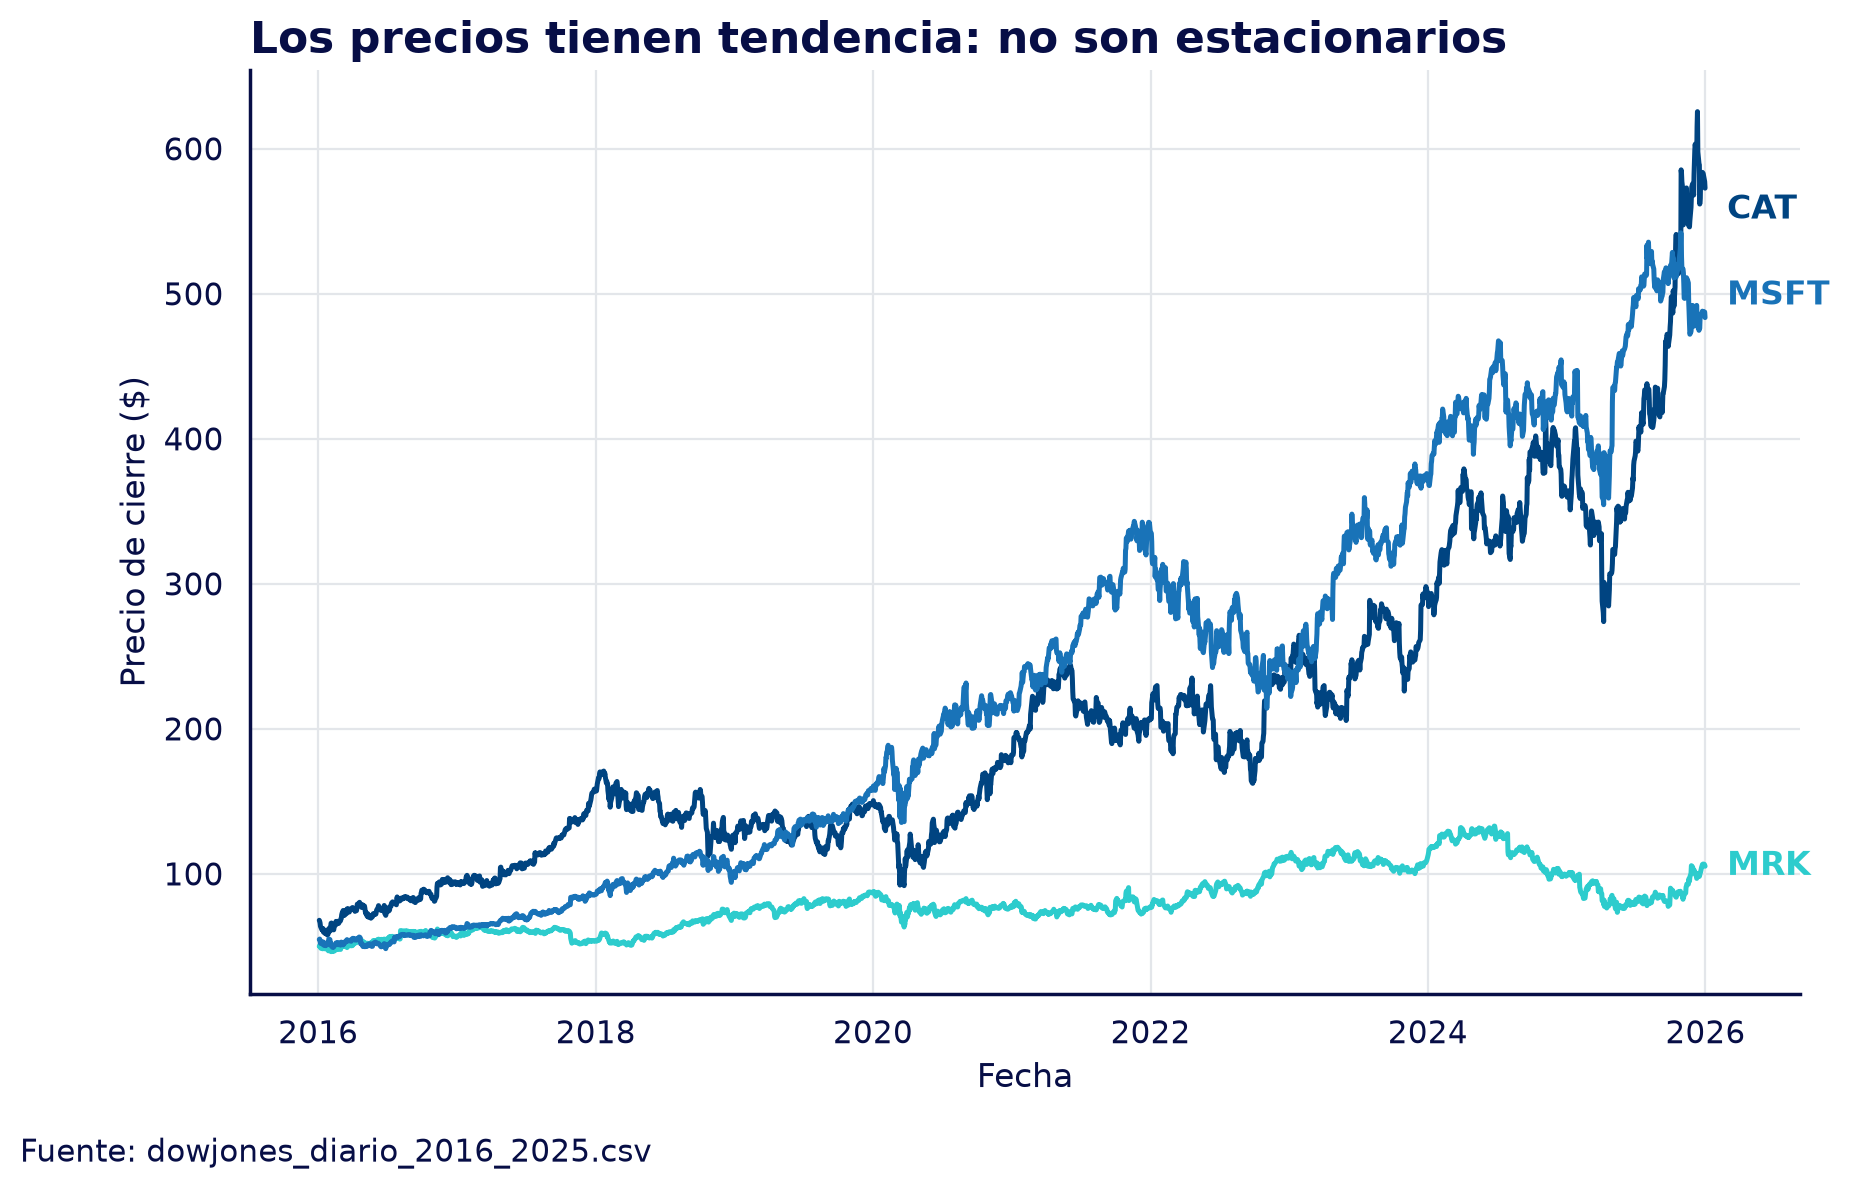 Los precios tienen tendencia: no son estacionarios
Precio de cierre ($)
600
500
400
300
200
100
CAT
MSFT
MRK
2016
2018
2020
2022
2024
2026
Fecha
Fuente: dowjones_diario_2016_2025.csv